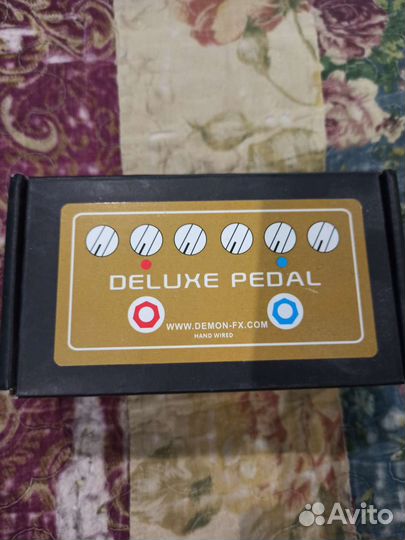 DELUXE PEDAL
WWW.DEMON-FX.COM
HAND WIRED
Avito